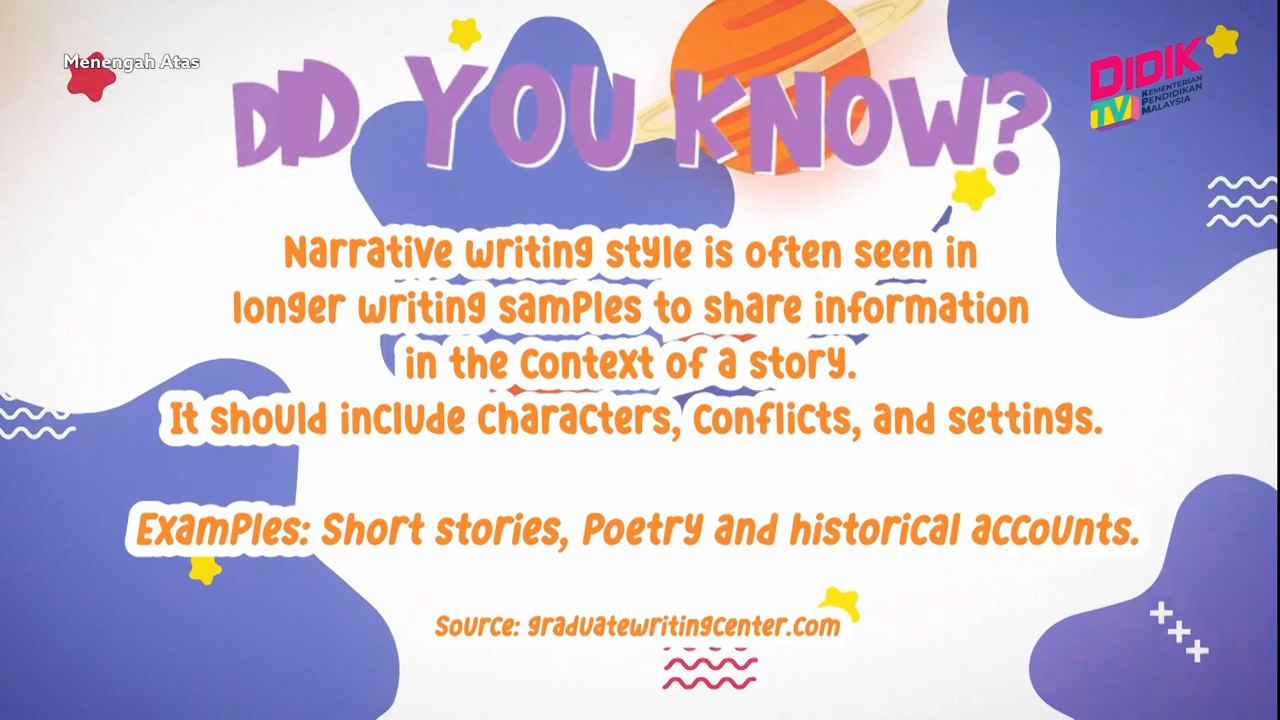 Menengah Atas
DID YOU KNOW?
DIDIK
TV
KEMENTERIAN
PENDIDIKAN
MALAYSIA
Narrative writing style is often seen in
longer writing samples to share information
in the context of a story.
It should include characters, conflicts, and settings.
Examples: Short stories, Poetry and historical accounts.
Source: graduatewritingcenter.com